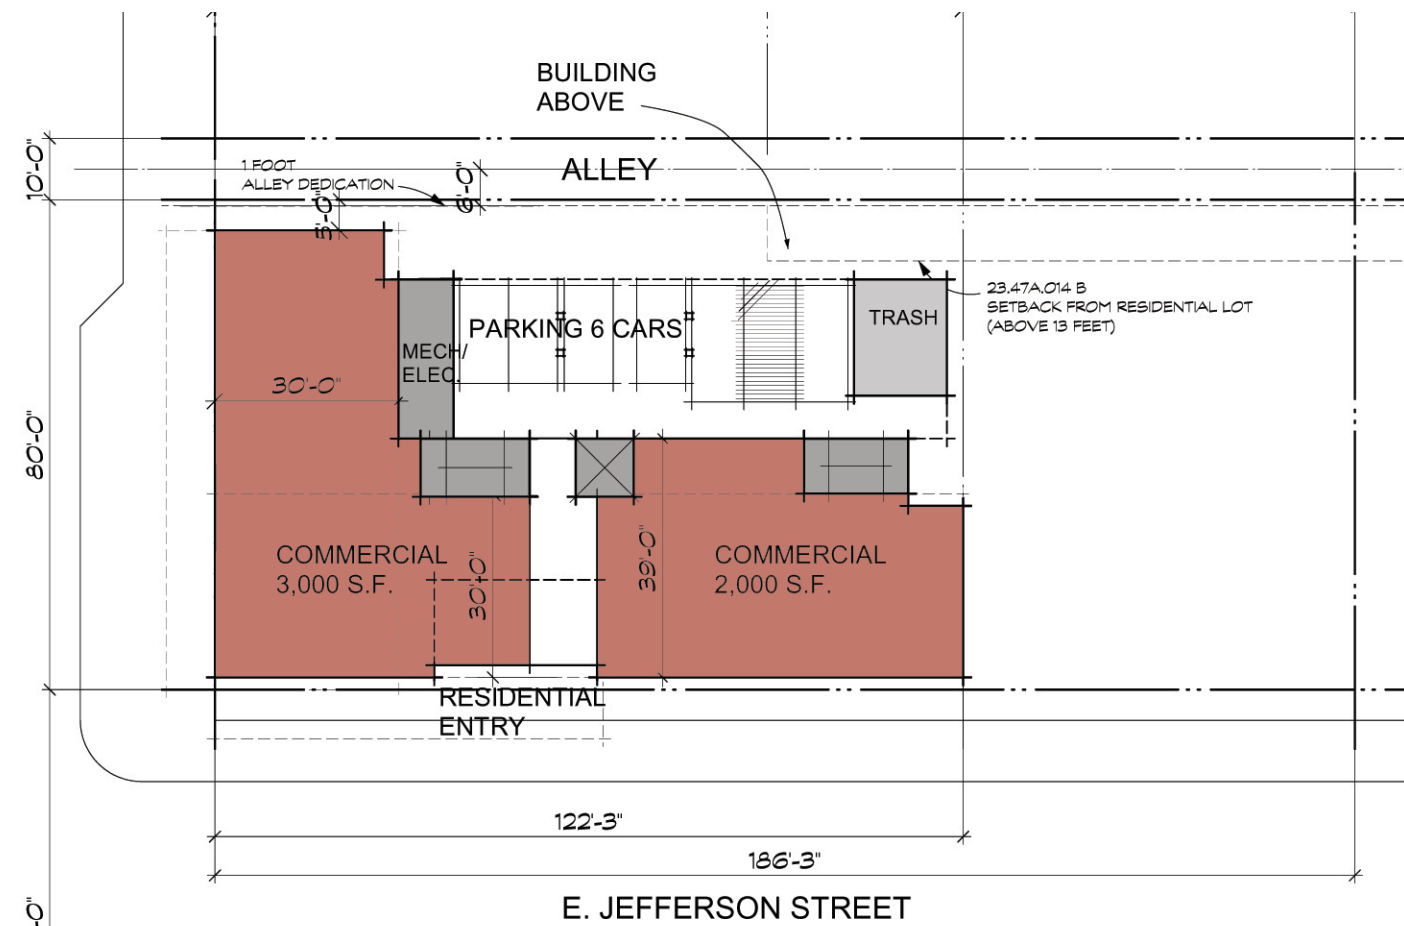 BUILDING
ABOVE
10'-0"
1 FOOT
ALLEY DEDICATION
ALLEY
6'-0"
5'-0"
23.47A.014 B
SETBACK FROM RESIDENTIAL LOT
(ABOVE 13 FEET)
PARKING 6 CARS
TRASH
MECH/
ELEC.
30'-0"
80'-0"
COMMERCIAL
3,000 S.F.
30'-0"
39'-0"
COMMERCIAL
2,000 S.F.
RESIDENTIAL
ENTRY
122'-3"
186'-3"
E. JEFFERSON STREET